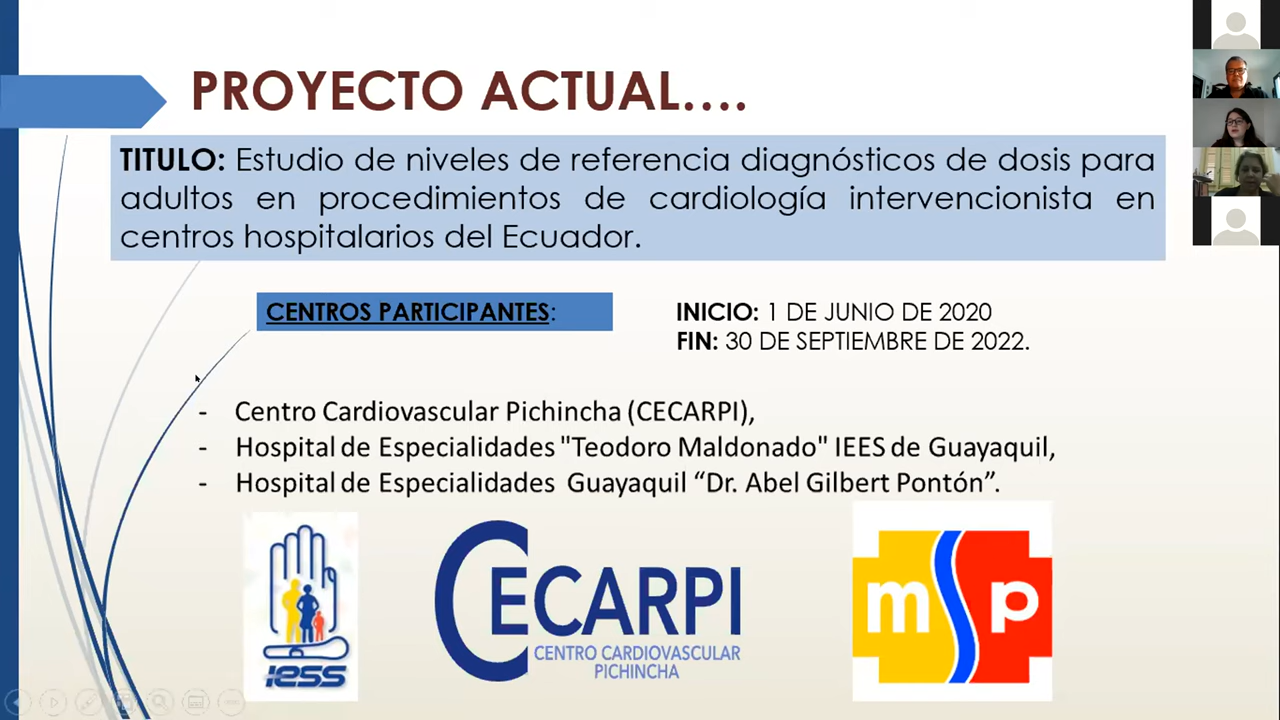 PROYECTO ACTUAL....
TITULO: Estudio de niveles de referencia diagnósticos de dosis para
adultos en procedimientos de cardiología intervencionista en
centros hospitalarios del Ecuador.
CENTROS PARTICIPANTES:
INICIO: 1 DE JUNIO DE 2020
FIN: 30 DE SEPTIEMBRE DE 2022.
- Centro Cardiovascular Pichincha (CECARPI),
- Hospital de Especialidades "Teodoro Maldonado" IEES de Guayaquil,
- Hospital de Especialidades Guayaquil “Dr. Abel Gilbert Pontón”.
IESS
CECARPI
CENTRO CARDIOVASCULAR
PICHINCHA
msp